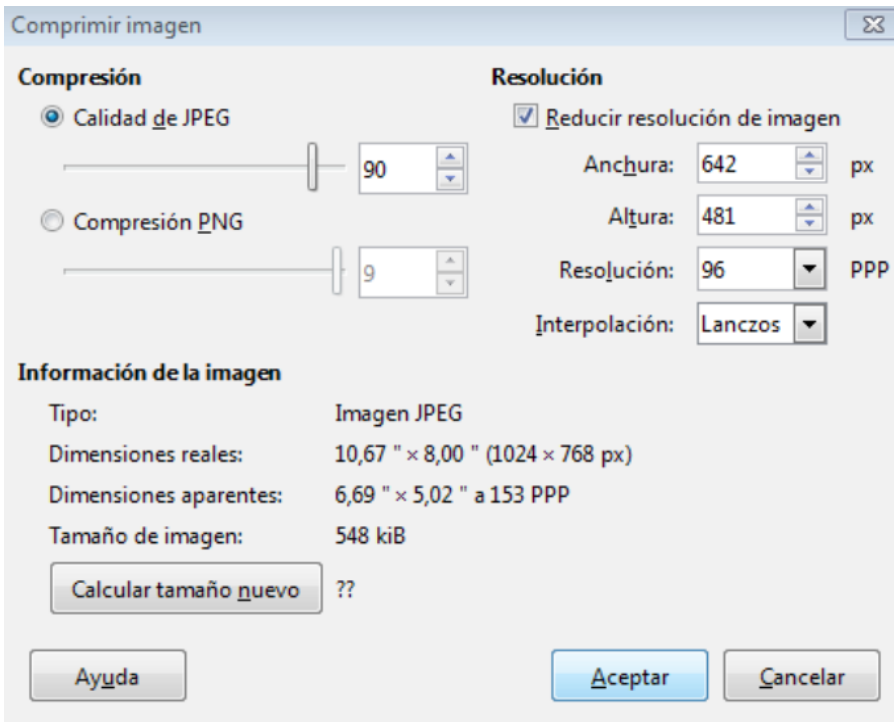 Comprimir imagen
Compresión
Calidad de JPEG
90
Compresión PNG
9
Resolución
Reducir resolución de imagen
Anchura: 642 px
Altura: 481 px
Resolución: 96 PPP
Interpolación: Lanczos
Información de la imagen
Tipo: Imagen JPEG
Dimensiones reales: 10,67 " × 8,00 " (1024 × 768 px)
Dimensiones aparentes: 6,69 " × 5,02 " a 153 PPP
Tamaño de imagen: 548 kiB
Calcular tamaño nuevo ??
Ayuda Aceptar Cancelar